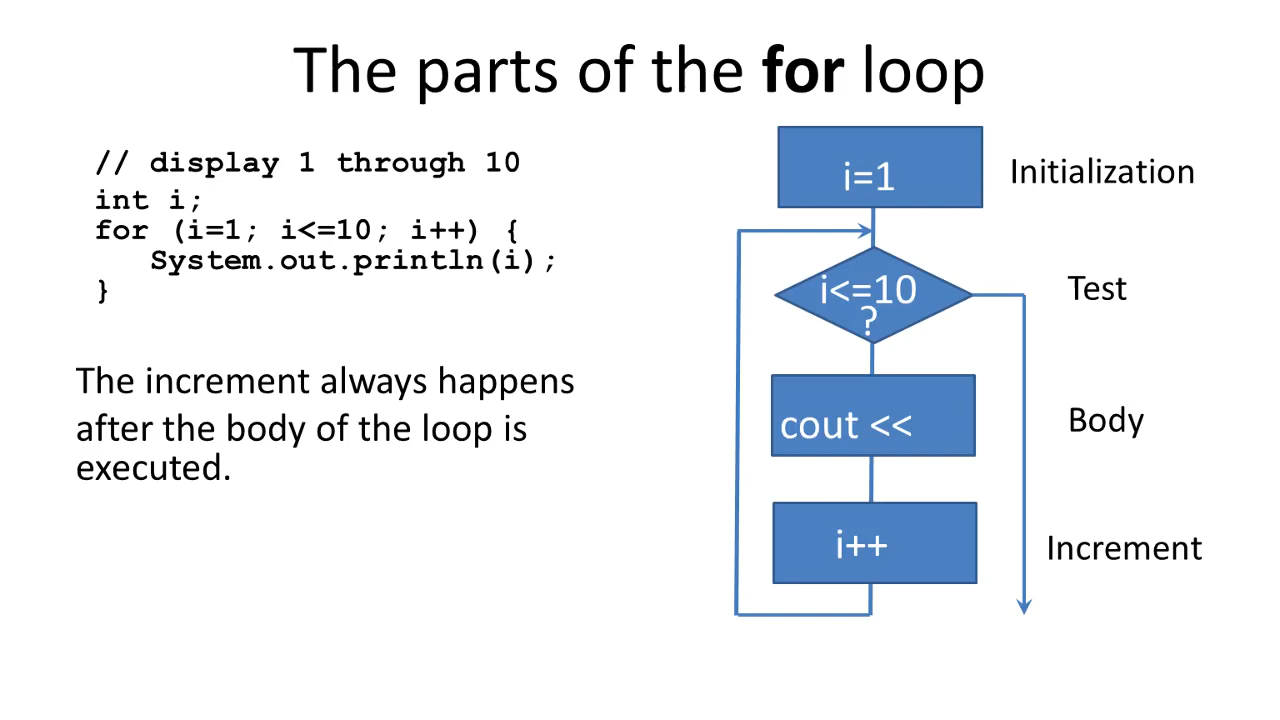 The parts of the for loop
// display 1 through 10
int i;
for (i=1; i<=10; i++) {
   System.out.println(i);
}
The increment always happens
after the body of the loop is
executed.
i=1
Initialization
i<=10
?
Test
cout <<
Body
i++
Increment